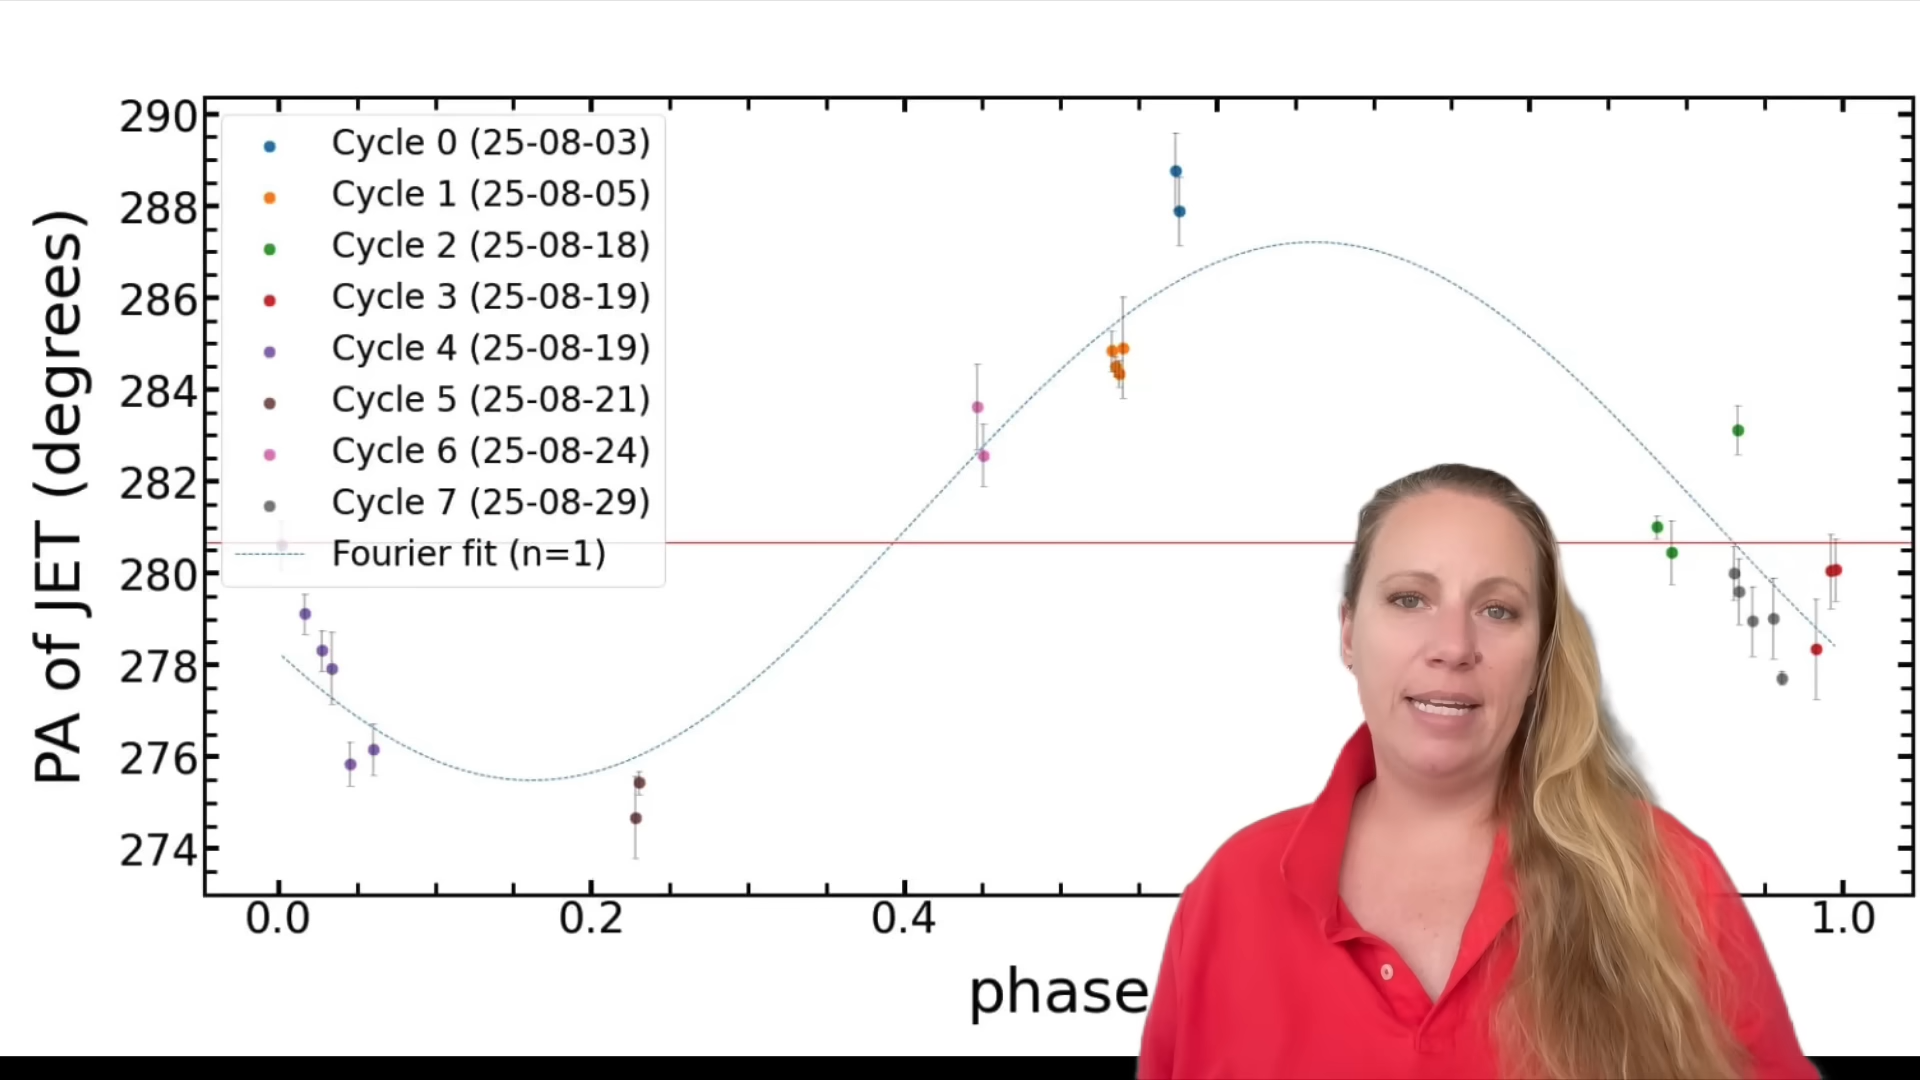 PA of JET (degrees)
290
288
286
284
282
280
278
276
274
Cycle 0 (25-08-03)
Cycle 1 (25-08-05)
Cycle 2 (25-08-18)
Cycle 3 (25-08-19)
Cycle 4 (25-08-19)
Cycle 5 (25-08-21)
Cycle 6 (25-08-24)
Cycle 7 (25-08-29)
Fourier fit (n=1)
0.0 0.2 0.4 1.0
phase